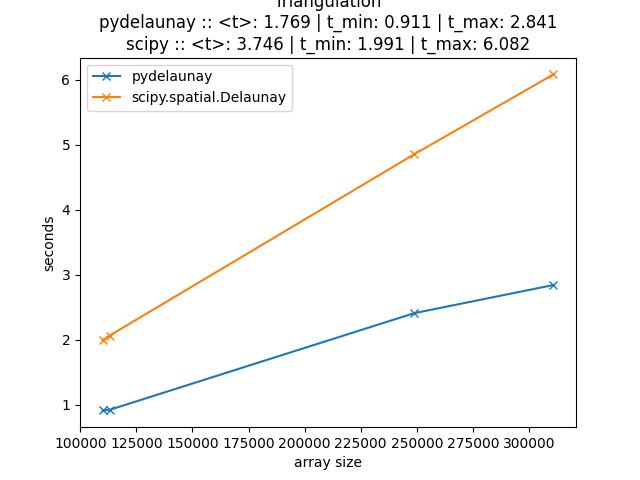 Triangulation
pydelaunay :: <t>: 1.769 | t_min: 0.911 | t_max: 2.841
scipy :: <t>: 3.746 | t_min: 1.991 | t_max: 6.082
pydelaunay
scipy.spatial.Delaunay
6
5
4
3
2
1
seconds
100000 125000 150000 175000 200000 225000 250000 275000 300000
array size